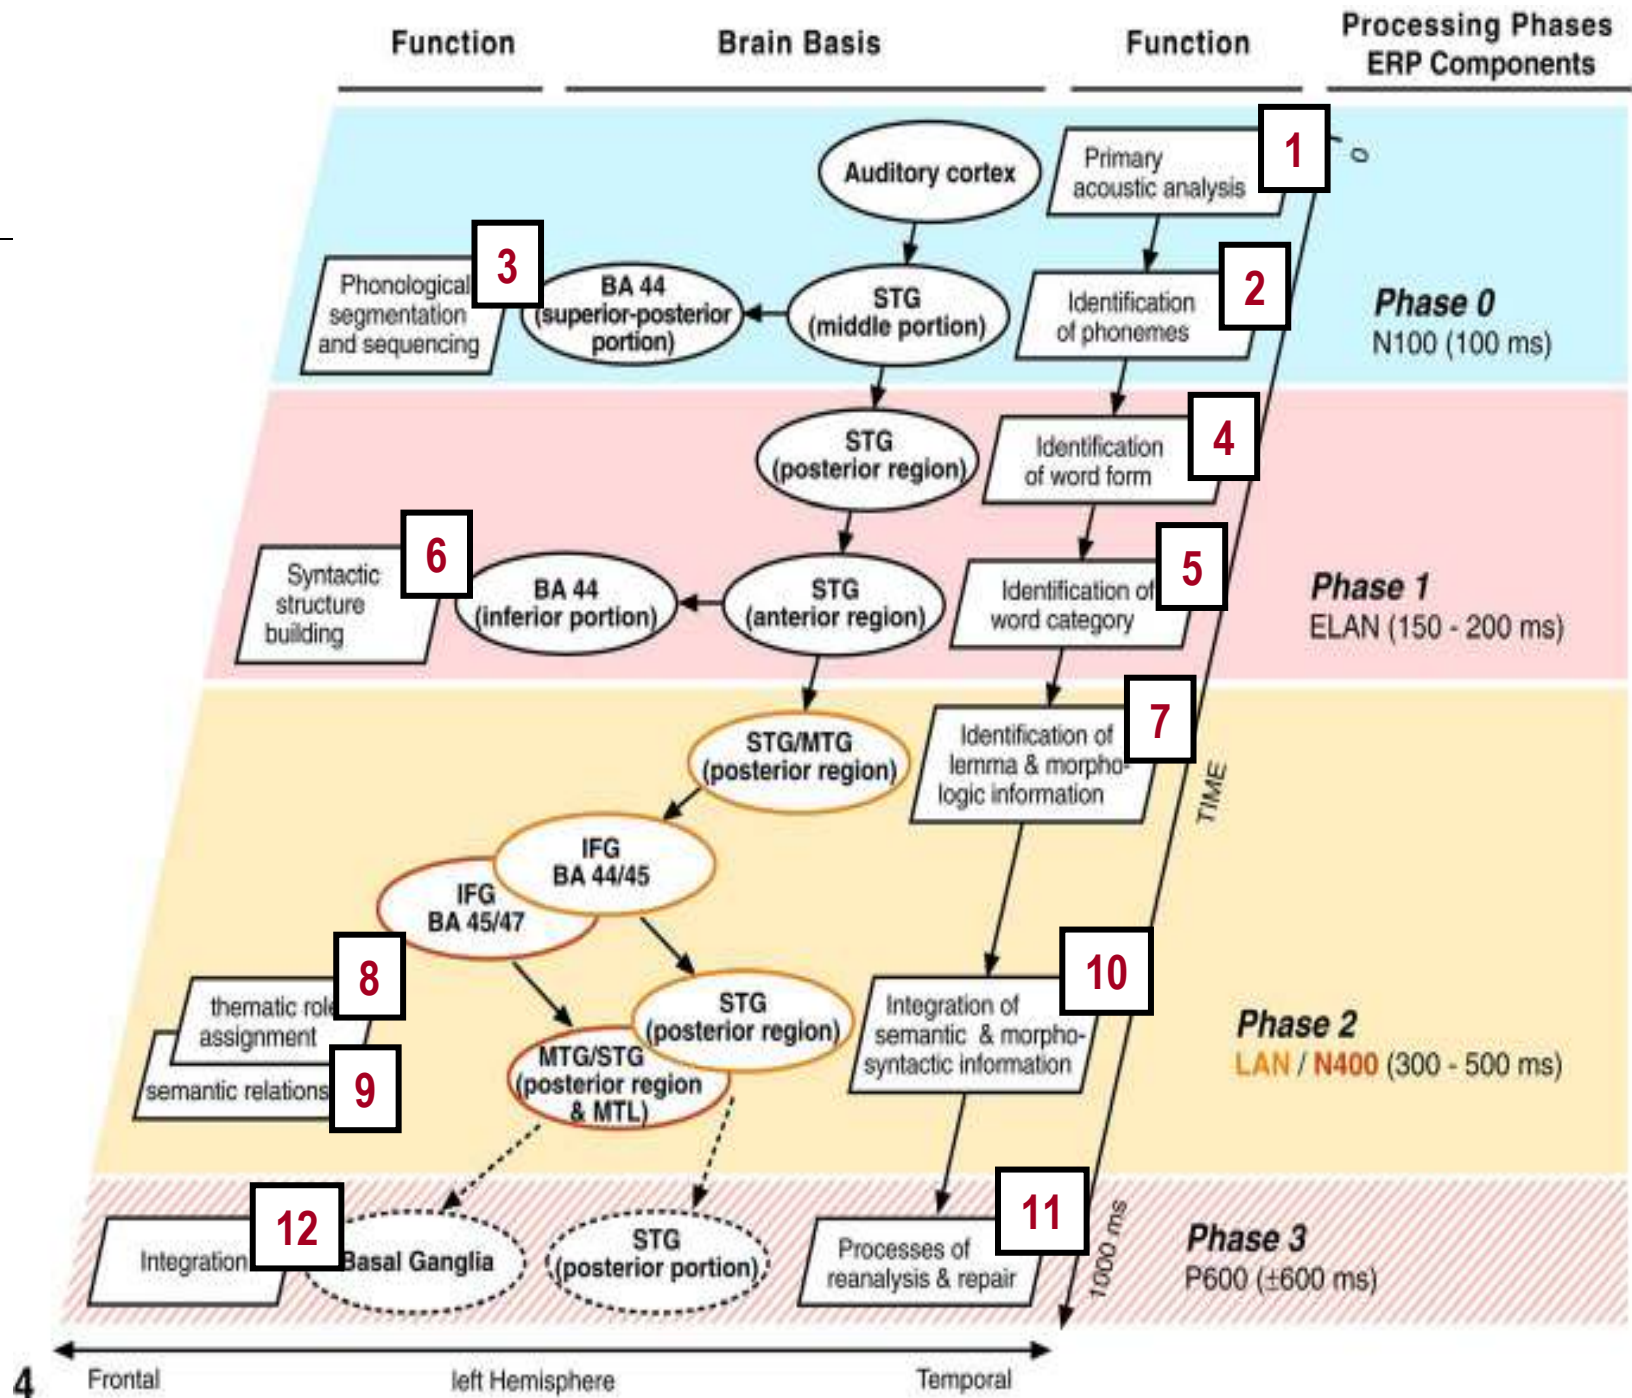 Function
Brain Basis
Function
Processing Phases
ERP Components
Auditory cortex
Primary
acoustic analysis
1
0
3
Phonological
segmentation
and sequencing
BA 44
(superior-posterior
portion)
STG
(middle portion)
2
Identification
of phonemes
Phase 0
N100 (100 ms)
STG
(posterior region)
4
Identification
of word form
6
Syntactic
structure
building
BA 44
(inferior portion)
STG
(anterior region)
5
Identification of
word category
Phase 1
ELAN (150 - 200 ms)
STG/MTG
(posterior region)
7
Identification of
lemma & morpho-
logic information
TIME
IFG
BA 44/45
IFG
BA 45/47
8
thematic role
assignment
9
semantic relations
STG
(posterior region)
MTG/STG
(posterior region
& MTL)
10
Integration of
semantic & morpho-
syntactic information
Phase 2
LAN / N400 (300 - 500 ms)
12
Integration
Basal Ganglia
STG
(posterior portion)
11
Processes of
reanalysis & repair
1000 ms
Phase 3
P600 (±600 ms)
4
Frontal
left Hemisphere
Temporal